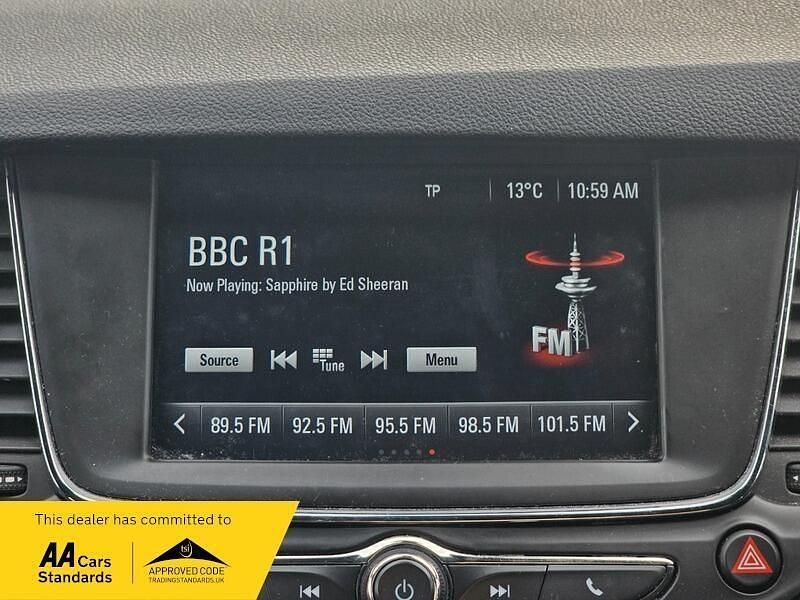 TP 13°C 10:59 AM
BBC R1
Now Playing: Sapphire by Ed Sheeran
FM
Source Tune Menu
89.5 FM 92.5 FM 95.5 FM 98.5 FM 101.5 FM
This dealer has committed to
AA Cars
Standards
tsi
APPROVED CODE
TRADINGSTANDARDS.UK